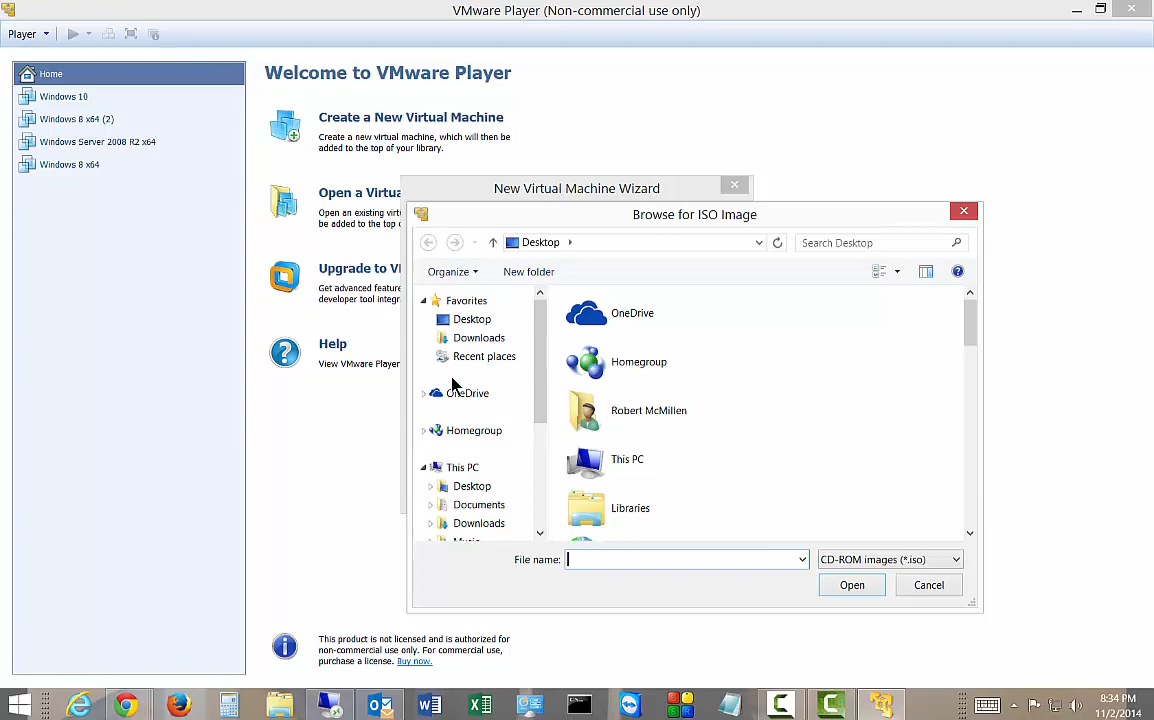 VMware Player (Non-commercial use only)
Player
Home
Windows 10
Windows 8 x64 (2)
Windows Server 2008 R2 x64
Windows 8 x64
Welcome to VMware Player
Create a New Virtual Machine
Create a new virtual machine, which will then be
added to the top of your library.
Open a Virtua
Open an existing virt
be added to the top o
Upgrade to V
Get advanced feature
developer tool integr
Help
View VMware Player
This product is not licensed and is authorized for
non-commercial use only. For commercial use,
purchase a license. Buy now.
New Virtual Machine Wizard
Browse for ISO Image
Desktop
Search Desktop
Organize
New folder
Favorites
Desktop
Downloads
Recent places
OneDrive
Homegroup
This PC
Desktop
Documents
Downloads
Music
OneDrive
Homegroup
Robert McMillen
This PC
Libraries
File name:
CD-ROM images (*.iso)
Open
Cancel
8:34 PM
11/2/2014